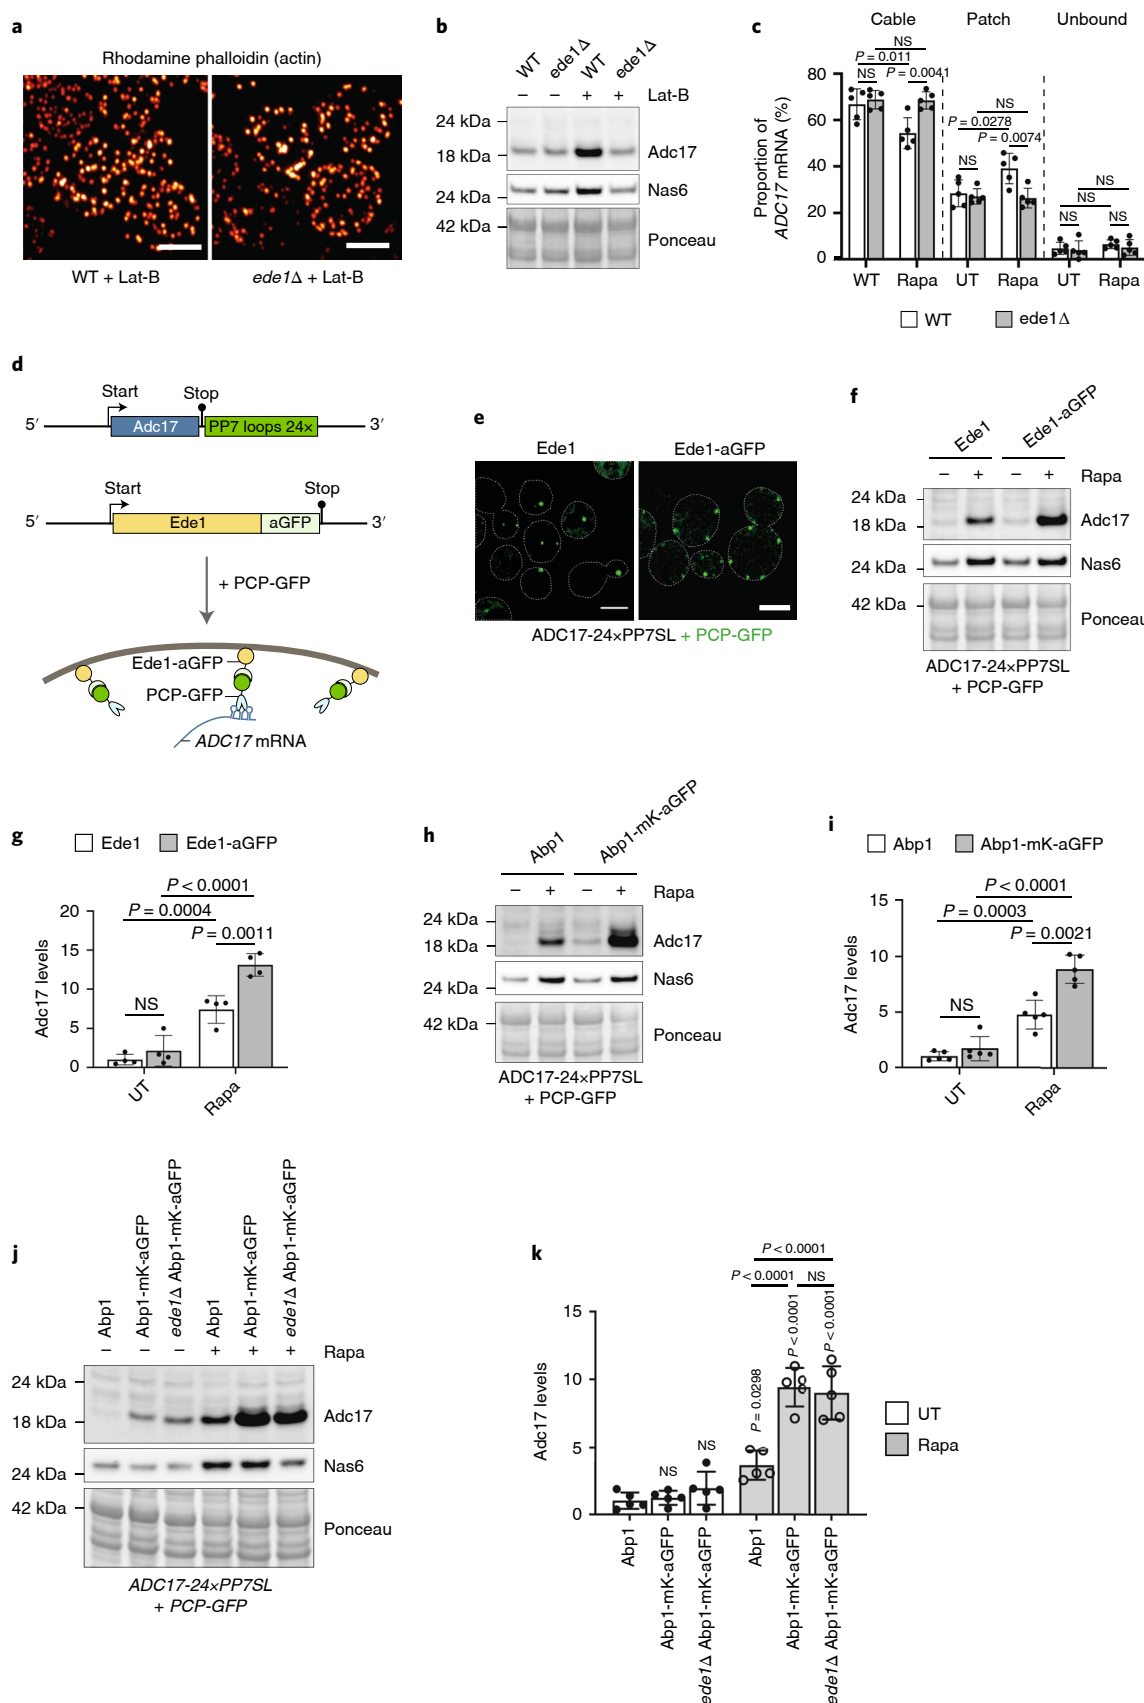 a
Rhodamine phalloidin (actin)
WT + Lat-B
ede1Δ + Lat-B
b
WT
ede1Δ
WT
ede1Δ
– – + + Lat-B
24 kDa
18 kDa
Adc17
24 kDa
Nas6
42 kDa
Ponceau
c
Cable Patch Unbound
NS
P = 0.011
NS
P = 0.0041
NS
P = 0.0278
P = 0.0074
NS
NS
NS
NS
NS
Proportion of
ADC17 mRNA (%)
80
60
40
20
0
WT Rapa UT Rapa UT Rapa
WT
ede1Δ
d
Start Stop
5′ Adc17 PP7 loops 24× 3′
Start Stop
5′ Ede1 aGFP 3′
+ PCP-GFP
Ede1-aGFP
PCP-GFP
ADC17 mRNA
e
Ede1 Ede1-aGFP
ADC17-24×PP7SL + PCP-GFP
f
Ede1
Ede1-aGFP
– + – + Rapa
24 kDa
18 kDa
Adc17
24 kDa
Nas6
42 kDa
Ponceau
ADC17-24×PP7SL
+ PCP-GFP
g
Ede1
Ede1-aGFP
P < 0.0001
P = 0.0004
P = 0.0011
NS
Adc17 levels
20
15
10
5
0
UT
Rapa
h
Abp1
Abp1-mK-aGFP
– + – + Rapa
24 kDa
18 kDa
Adc17
24 kDa
Nas6
42 kDa
Ponceau
ADC17-24×PP7SL
+ PCP-GFP
i
Abp1
Abp1-mK-aGFP
P < 0.0001
P = 0.0003
P = 0.0021
NS
Adc17 levels
15
10
5
0
UT
Rapa
j
Abp1
Abp1-mK-aGFP
ede1Δ Abp1-mK-aGFP
Abp1
Abp1-mK-aGFP
ede1Δ Abp1-mK-aGFP
– – – + + + Rapa
24 kDa
18 kDa
Adc17
24 kDa
Nas6
42 kDa
Ponceau
ADC17-24×PP7SL
+ PCP-GFP
k
P < 0.0001
P < 0.0001 NS
P = 0.0298
P < 0.0001
P < 0.0001
NS
NS
Adc17 levels
15
10
5
0
Abp1
Abp1-mK-aGFP
ede1Δ Abp1-mK-aGFP
Abp1
Abp1-mK-aGFP
ede1Δ Abp1-mK-aGFP
UT
Rapa